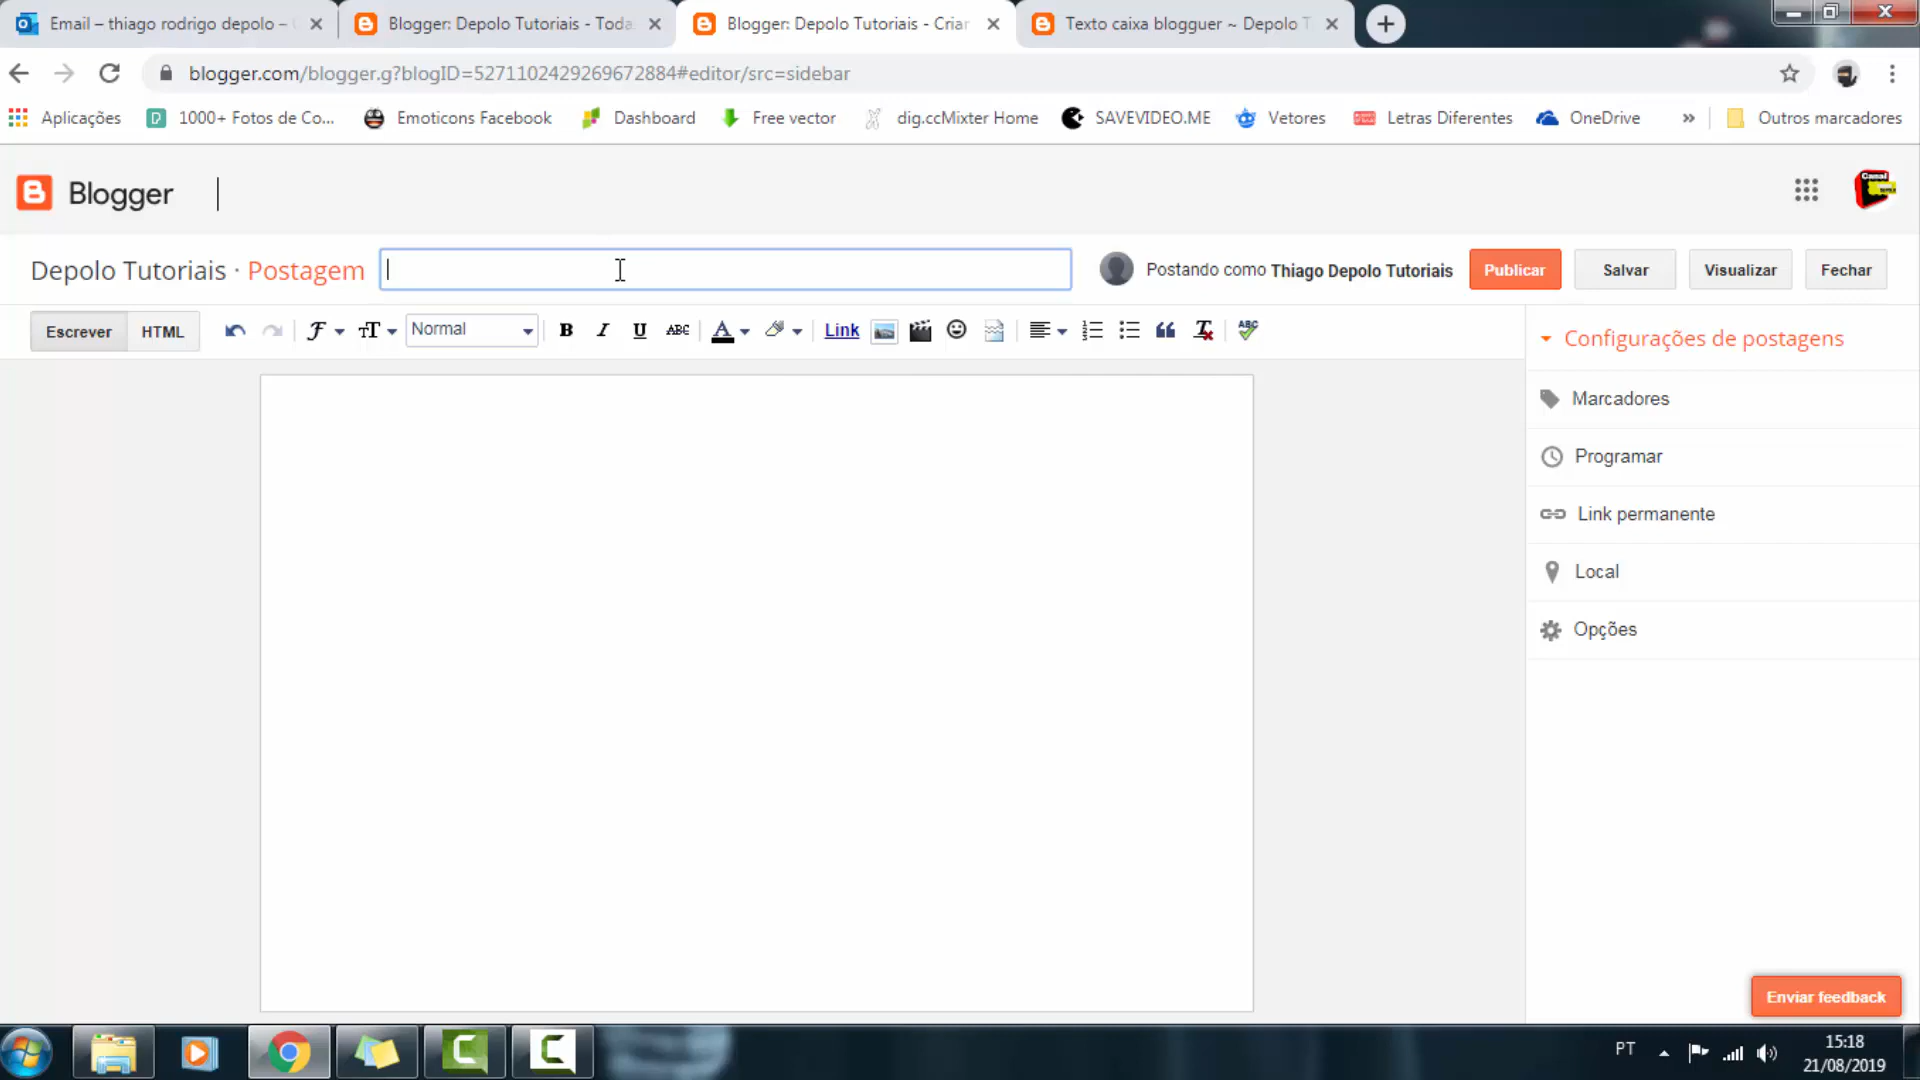 Email – thiago rodrigo depolo –
Blogger: Depolo Tutoriais - Toda
Blogger: Depolo Tutoriais - Criar
Texto caixa blogguer ~ Depolo T
blogger.com/blogger.g?blogID=5271102429269672884#editor/src=sidebar
Aplicações
1000+ Fotos de Co...
Emoticons Facebook
Dashboard
Free vector
dig.ccMixter Home
SAVEVIDEO.ME
Vetores
Letras Diferentes
OneDrive
»
Outros marcadores
Blogger
Canal
Depolo Tutoriais · Postagem
Postando como Thiago Depolo Tutoriais
Publicar
Salvar
Visualizar
Fechar
Escrever
HTML
Normal
B
I
U
ABC
A
Link
ABC
Configurações de postagens
Marcadores
Programar
Link permanente
Local
Opções
Enviar feedback
PT
15:18
21/08/2019